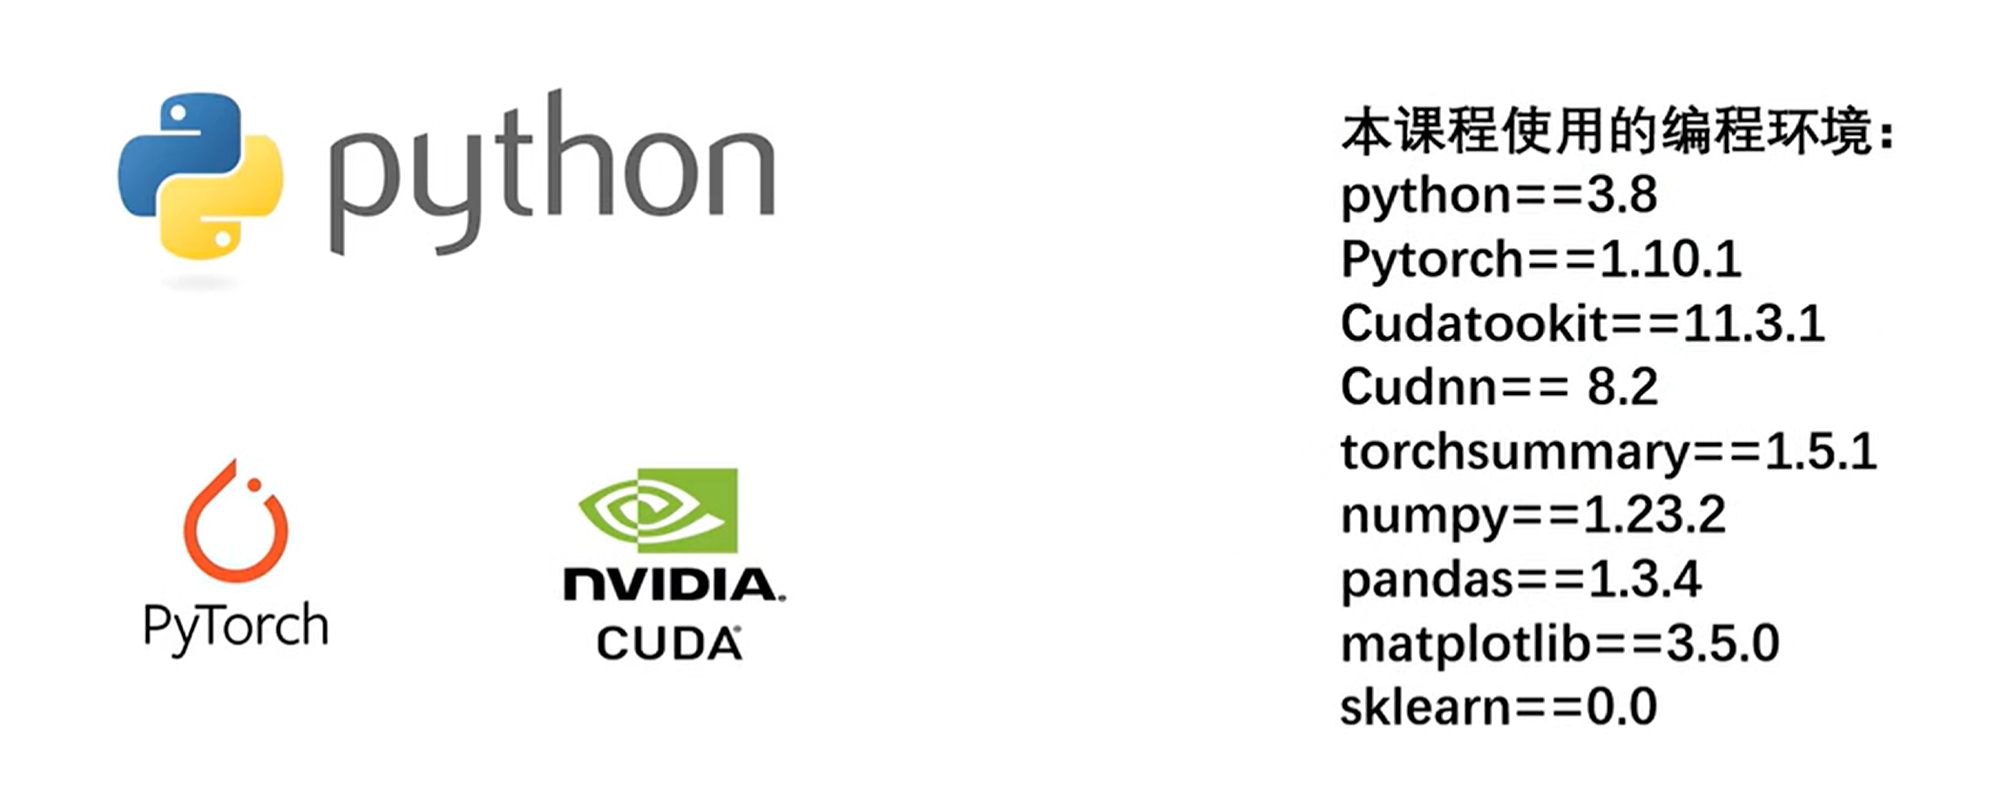 python
PyTorch
nVIDIA.
CUDA
本课程使用的编程环境：
python==3.8
Pytorch==1.10.1
Cudatookit==11.3.1
Cudnn== 8.2
torchsummary==1.5.1
numpy==1.23.2
pandas==1.3.4
matplotlib==3.5.0
sklearn==0.0